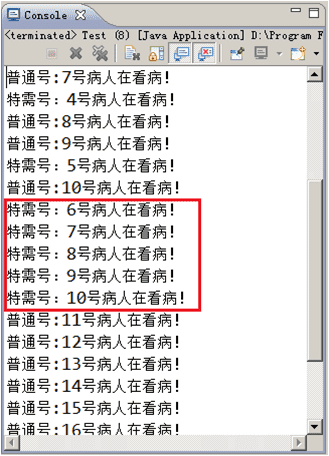 Console
<terminated> Test (8) [Java Application] D:\Program F
普通号:7号病人在看病!
特需号: 4号病人在看病!
普通号:8号病人在看病!
普通号:9号病人在看病!
特需号: 5号病人在看病!
普通号:10号病人在看病!
特需号: 6号病人在看病!
特需号: 7号病人在看病!
特需号: 8号病人在看病!
特需号: 9号病人在看病!
特需号: 10号病人在看病!
普通号:11号病人在看病!
普通号:12号病人在看病!
普通号:13号病人在看病!
普通号:14号病人在看病!
普通号:15号病人在看病!
普通号:16号病人在看病!